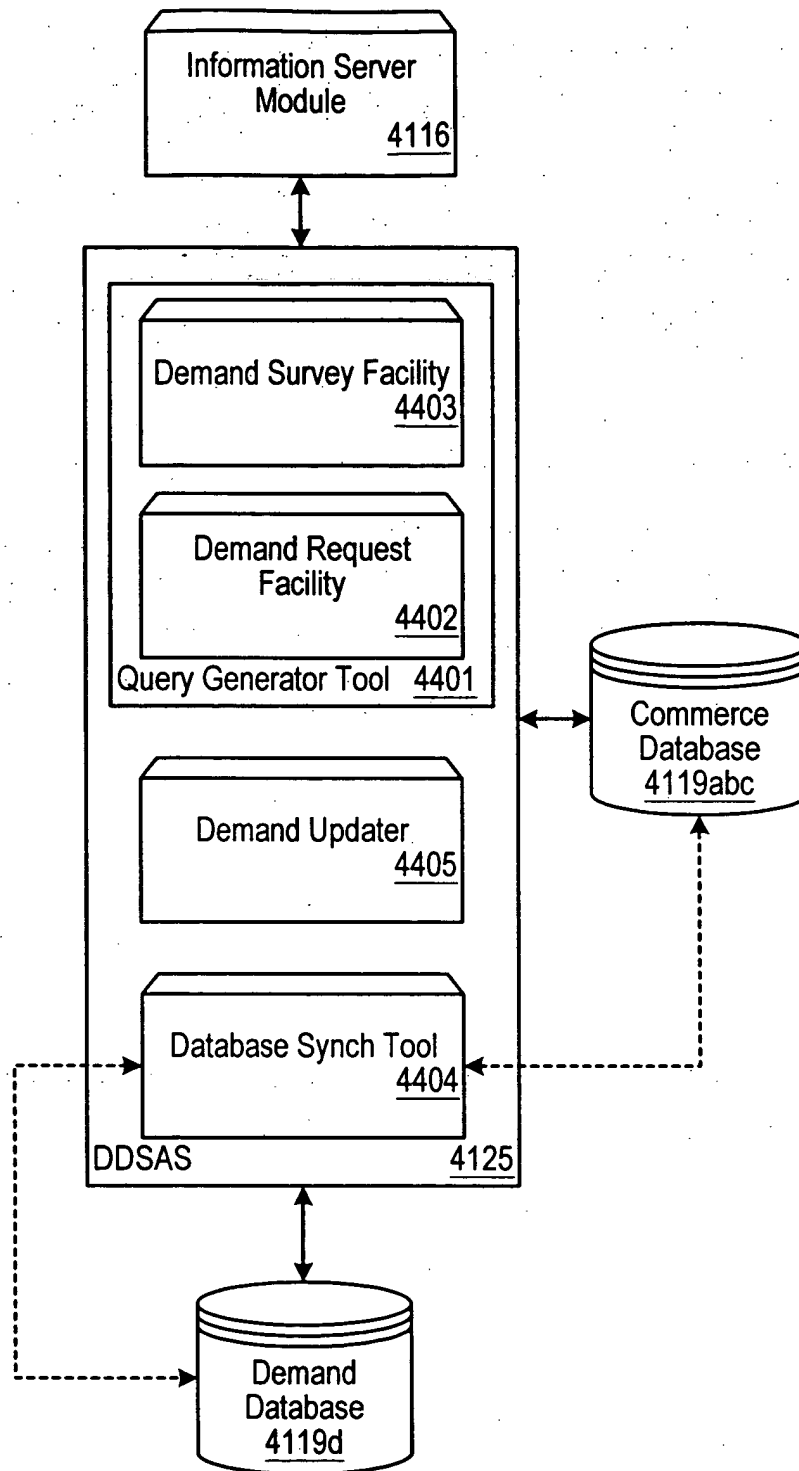 Information Server
Module
4116
Demand Survey Facility
4403
Demand Request
Facility
4402
Query Generator Tool 4401
Commerce
Database
4119abc
Demand Updater
4405
Database Synch Tool
4404
DDSAS 4125
Demand
Database
4119d